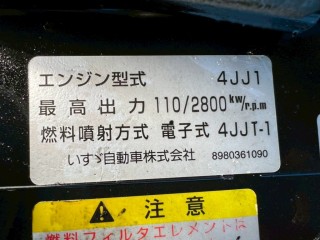 エンジン型式 4JJ1
最高出力 110/2800 kw/r.p.m
燃料噴射方式 電子式 4JJT-1
いすゞ自動車株式会社 8980361090
注意
燃料フィルタエレメントに